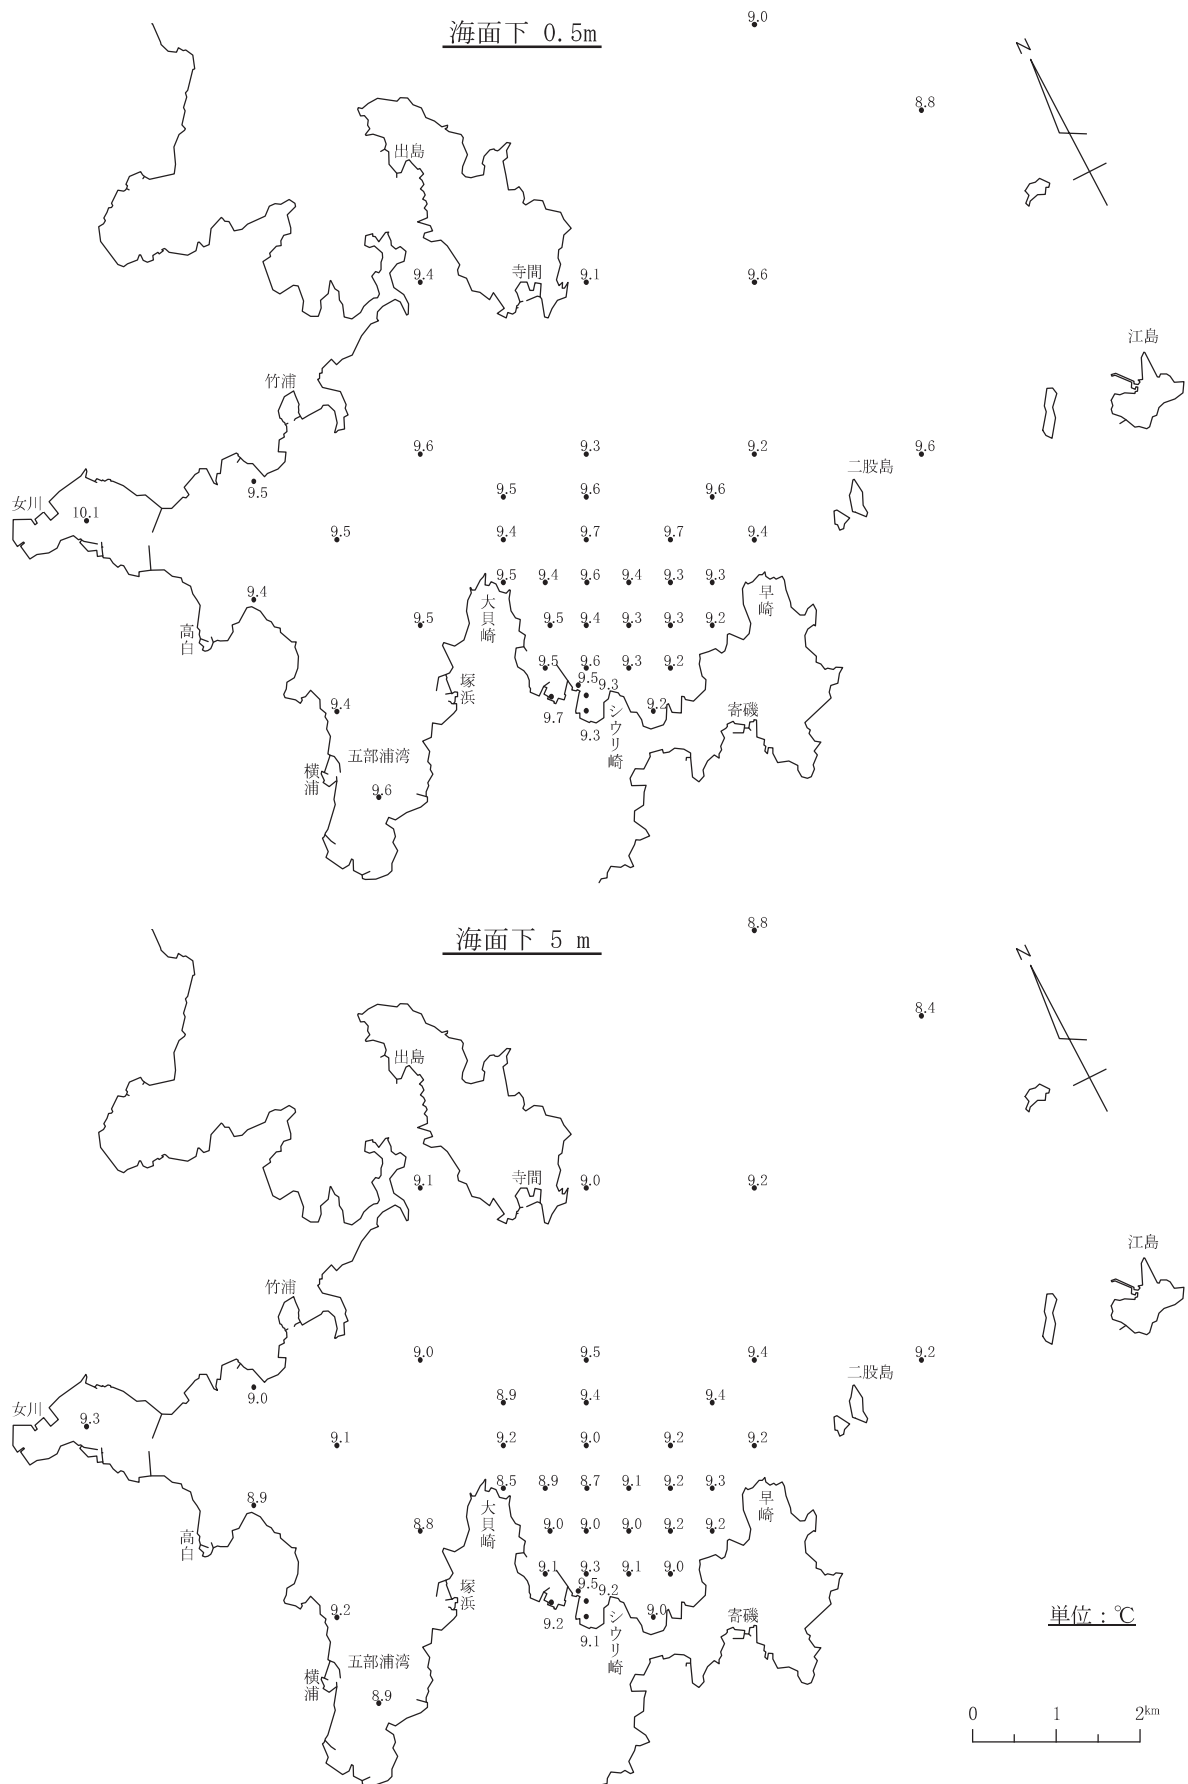 海面下 0.5m
9.0
N
8.8
出島
9.4
寺間
9.1
9.6
江島
竹浦
9.6
9.3
9.2
9.6
二股島
9.5
9.5
9.6
9.6
女川
10.1
9.5
9.4
9.7
9.7
9.4
9.5
9.4
9.6
9.4
9.3
9.3
早崎
9.4
大貝崎
高白
9.5
9.5
9.4
9.3
9.3
9.2
9.5
9.6
9.3
9.2
塚浜
9.5
9.3
9.4
9.7
9.3
シウリ崎
9.2
寄磯
五部浦湾
横浦
9.6
海面下 5 m
8.8
N
8.4
出島
9.1
寺間
9.0
9.2
江島
竹浦
9.0
9.5
9.4
9.2
二股島
9.0
8.9
9.4
9.4
女川
9.3
9.1
9.2
9.0
9.2
9.2
8.5
8.9
8.7
9.1
9.2
9.3
早崎
8.9
大貝崎
高白
8.8
9.0
9.0
9.0
9.2
9.2
9.1
9.3
9.1
9.0
塚浜
9.5
9.2
9.2
9.2
9.1
シウリ崎
9.0
寄磯
単位：℃
五部浦湾
横浦
8.9
0 1 2km